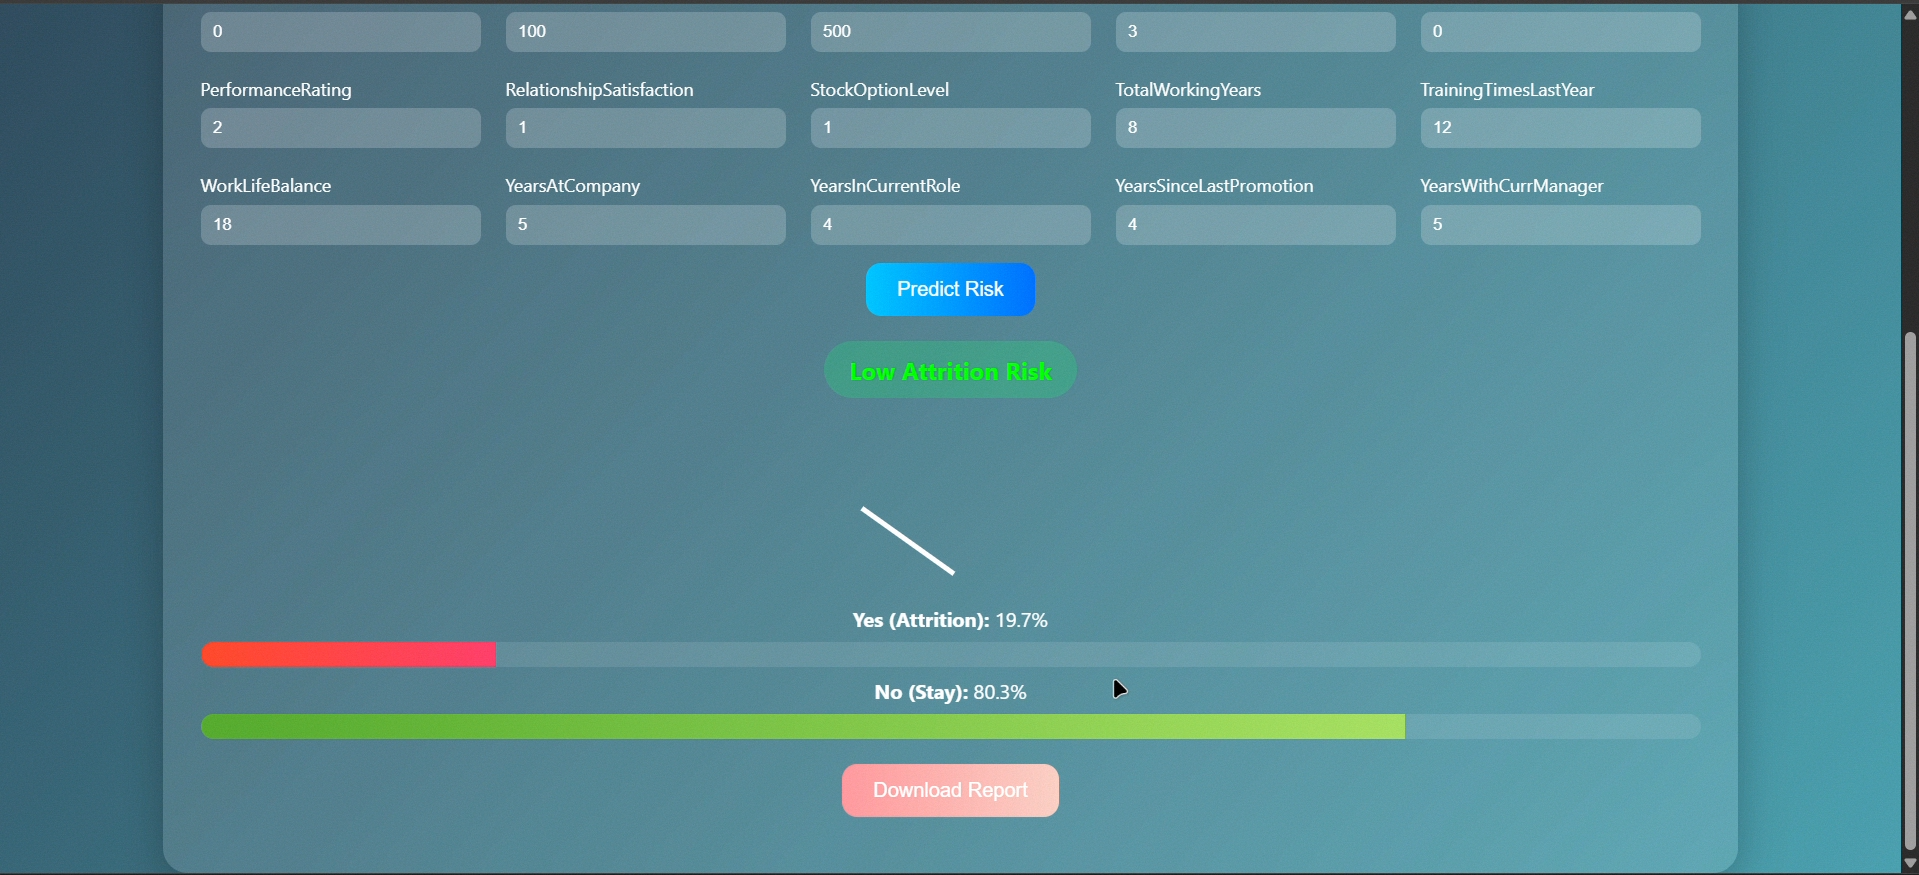 0 100 500 3 0
PerformanceRating RelationshipSatisfaction StockOptionLevel TotalWorkingYears TrainingTimesLastYear
2 1 1 8 12
WorkLifeBalance YearsAtCompany YearsInCurrentRole YearsSinceLastPromotion YearsWithCurrManager
18 5 4 4 5
Predict Risk
Low Attrition Risk
Yes (Attrition): 19.7%
No (Stay): 80.3%
Download Report